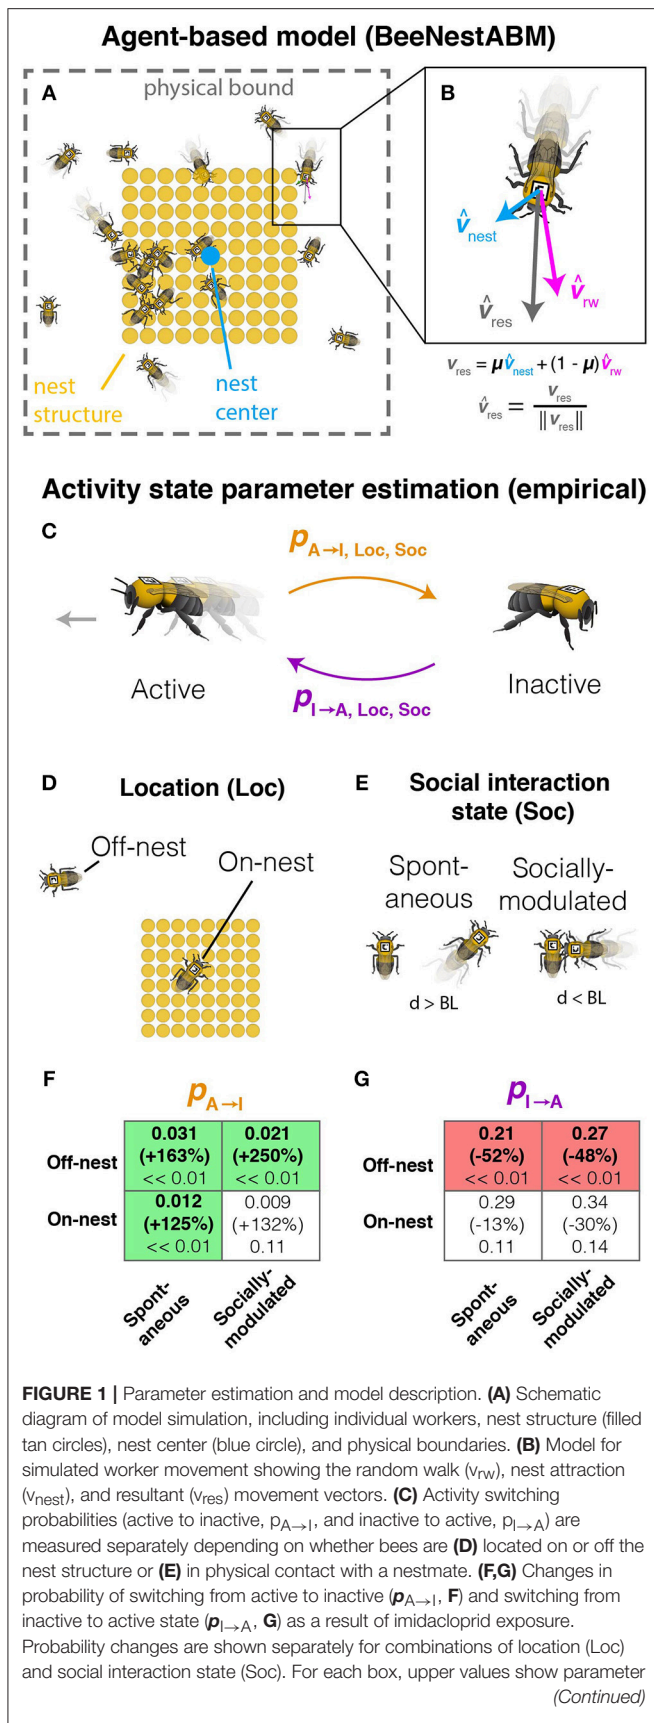 Agent-based model (BeeNestABM)
A
physical bound
nest
structure
nest
center
B
v̂nest
v̂rw
v̂res
vres = μv̂nest + (1 - μ)v̂rw
v̂res = vres / ||vres||
Activity state parameter estimation (empirical)
C
pA→I, Loc, Soc
Active
Inactive
pI→A, Loc, Soc
D
Location (Loc)
Off-nest
On-nest
E
Social interaction
state (Soc)
Spont-
aneous
Socially-
modulated
d > BL
d < BL
F
pA→I
Off-nest
0.031
(+163%)
<< 0.01
0.021
(+250%)
<< 0.01
On-nest
0.012
(+125%)
<< 0.01
0.009
(+132%)
0.11
Spont-
aneous
Socially-
modulated
G
pI→A
Off-nest
0.21
(-52%)
<< 0.01
0.27
(-48%)
<< 0.01
On-nest
0.29
(-13%)
0.11
0.34
(-30%)
0.14
Spont-
aneous
Socially-
modulated
FIGURE 1 | Parameter estimation and model description. (A) Schematic
diagram of model simulation, including individual workers, nest structure (filled
tan circles), nest center (blue circle), and physical boundaries. (B) Model for
simulated worker movement showing the random walk (vrw), nest attraction
(vnest), and resultant (vres) movement vectors. (C) Activity switching
probabilities (active to inactive, pA→I, and inactive to active, pI→A) are
measured separately depending on whether bees are (D) located on or off the
nest structure or (E) in physical contact with a nestmate. (F,G) Changes in
probability of switching from active to inactive (pA→I, F) and switching from
inactive to active state (pI→A, G) as a result of imidacloprid exposure.
Probability changes are shown separately for combinations of location (Loc)
and social interaction state (Soc). For each box, upper values show parameter
(Continued)